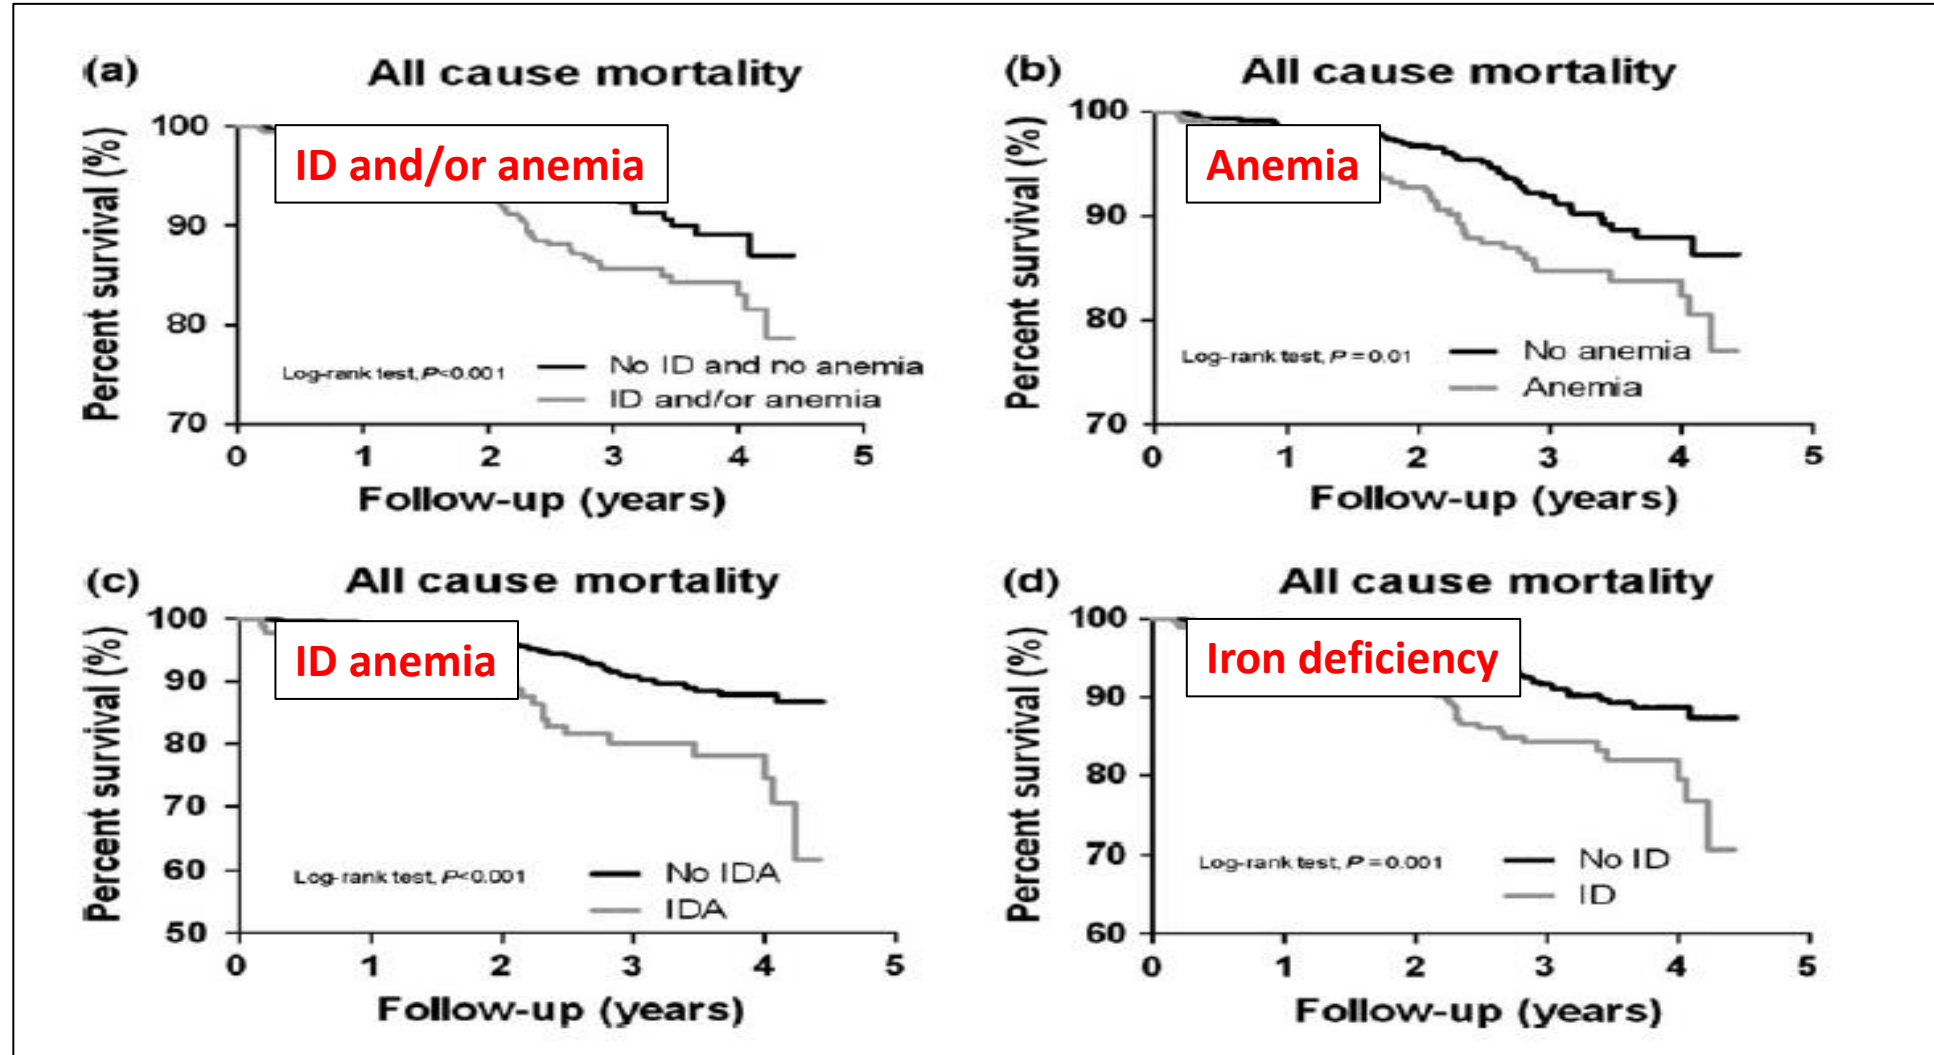 (a) All cause mortality
Percent survival (%)
100
90
80
70
ID and/or anemia
Log-rank test, P<0.001
No ID and no anemia
ID and/or anemia
0 1 2 3 4 5
Follow-up (years)
(b) All cause mortality
Percent survival (%)
100
90
80
70
Anemia
Log-rank test, P = 0.01
No anemia
Anemia
0 1 2 3 4 5
Follow-up (years)
(c) All cause mortality
Percent survival (%)
100
90
80
70
60
50
ID anemia
Log-rank test, P<0.001
No IDA
IDA
0 1 2 3 4 5
Follow-up (years)
(d) All cause mortality
Percent survival (%)
100
90
80
70
60
Iron deficiency
Log-rank test, P = 0.001
No ID
ID
0 1 2 3 4 5
Follow-up (years)